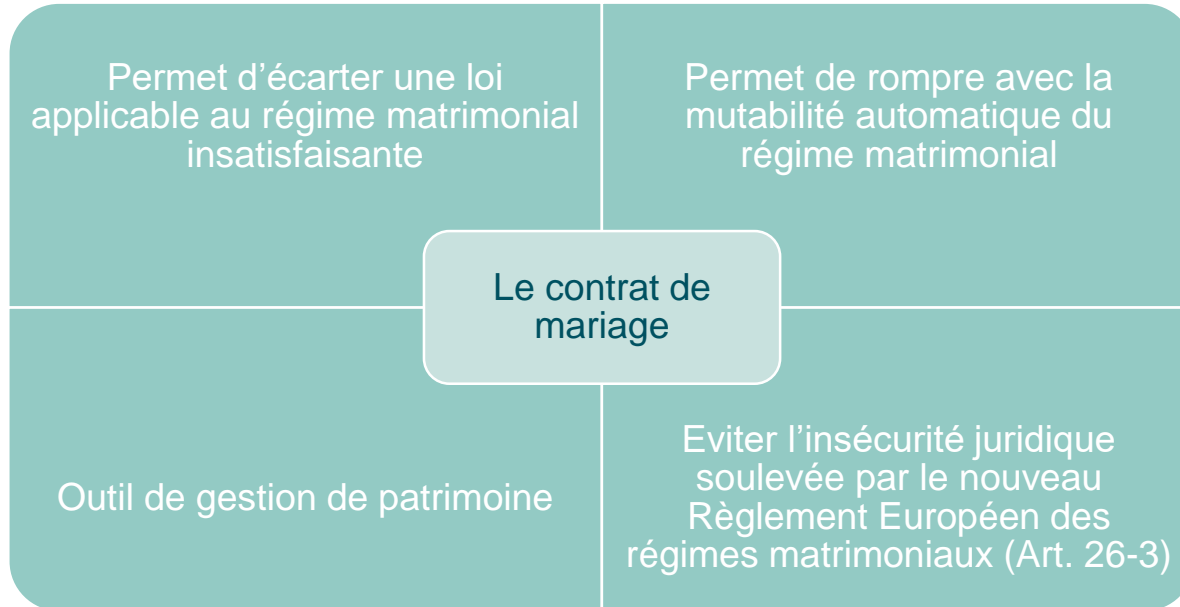 Permet d’écarter une loi
applicable au régime matrimonial
insatisfaisante
Permet de rompre avec la
mutabilité automatique du
régime matrimonial
Le contrat de
mariage
Outil de gestion de patrimoine
Eviter l’insécurité juridique
soulevée par le nouveau
Règlement Européen des
régimes matrimoniaux (Art. 26-3)